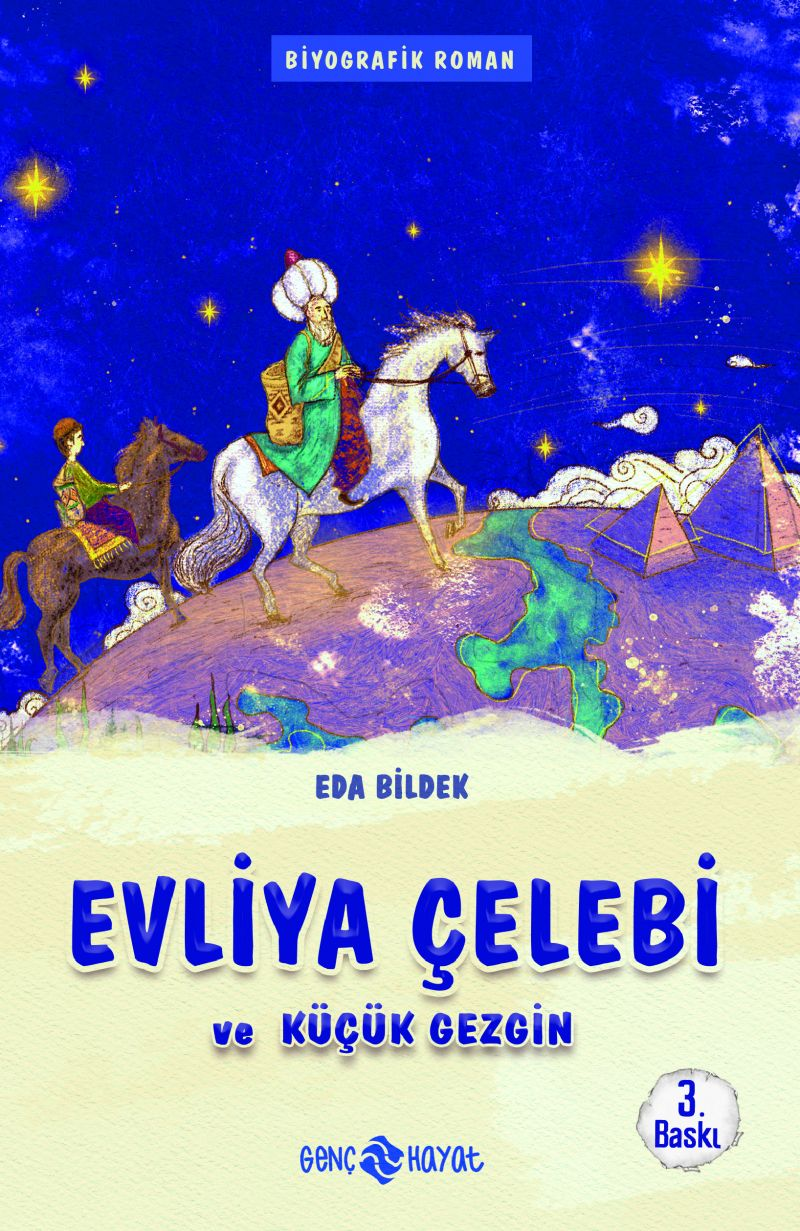 BİYOGRAFİK ROMAN
EDA BİLDEK
EVLİYA ÇELEBİ
ve KÜÇÜK GEZGİN
3.
Baskı
GENÇ HAYAT